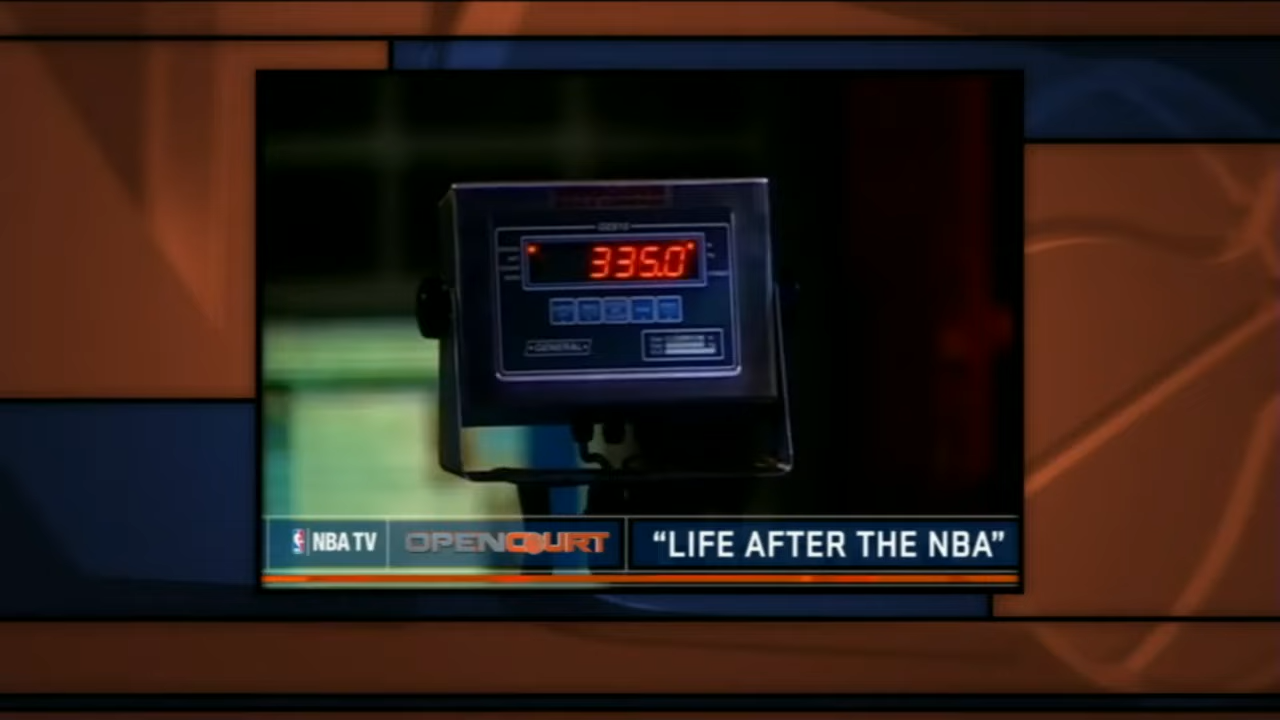 335.0
GENERAL
NBA TV
OPENCOURT
“LIFE AFTER THE NBA”